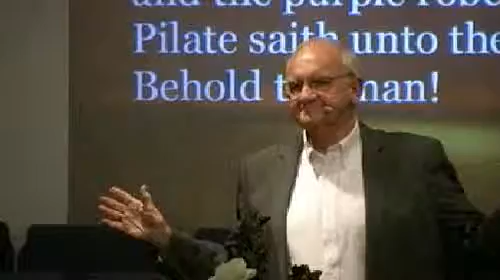 and the purple robe
Pilate saith unto the
Behold t man!